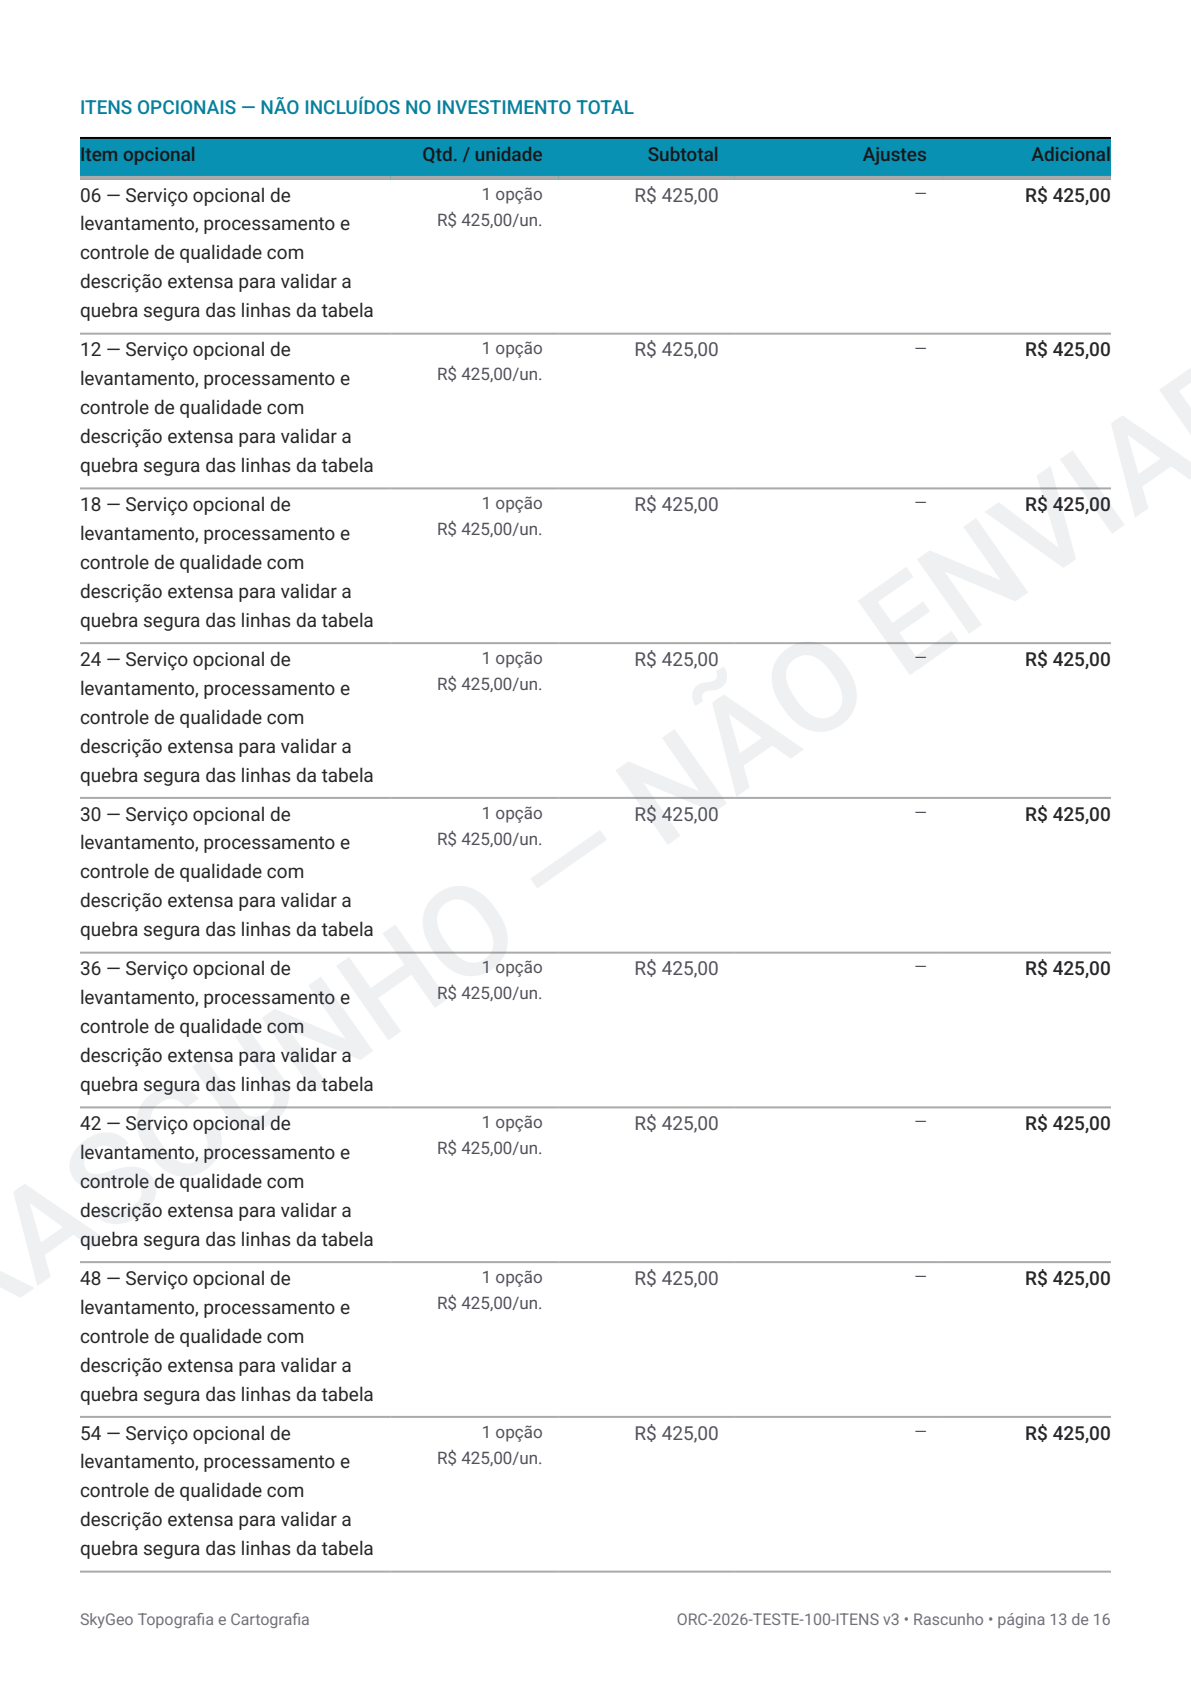 ITENS OPCIONAIS — NÃO INCLUÍDOS NO INVESTIMENTO TOTAL
Item opcional Qtd. / unidade Subtotal Ajustes Adicional
06 — Serviço opcional de 1 opção R$ 425,00 — R$ 425,00
levantamento, processamento e R$ 425,00/un.
controle de qualidade com
descrição extensa para validar a
quebra segura das linhas da tabela
12 — Serviço opcional de 1 opção R$ 425,00 — R$ 425,00
levantamento, processamento e R$ 425,00/un.
controle de qualidade com
descrição extensa para validar a
quebra segura das linhas da tabela
18 — Serviço opcional de 1 opção R$ 425,00 — R$ 425,00
levantamento, processamento e R$ 425,00/un.
controle de qualidade com
descrição extensa para validar a
quebra segura das linhas da tabela
24 — Serviço opcional de 1 opção R$ 425,00 — R$ 425,00
levantamento, processamento e R$ 425,00/un.
controle de qualidade com
descrição extensa para validar a
quebra segura das linhas da tabela
30 — Serviço opcional de 1 opção R$ 425,00 — R$ 425,00
levantamento, processamento e R$ 425,00/un.
controle de qualidade com
descrição extensa para validar a
quebra segura das linhas da tabela
36 — Serviço opcional de 1 opção R$ 425,00 — R$ 425,00
levantamento, processamento e R$ 425,00/un.
controle de qualidade com
descrição extensa para validar a
quebra segura das linhas da tabela
42 — Serviço opcional de 1 opção R$ 425,00 — R$ 425,00
levantamento, processamento e R$ 425,00/un.
controle de qualidade com
descrição extensa para validar a
quebra segura das linhas da tabela
48 — Serviço opcional de 1 opção R$ 425,00 — R$ 425,00
levantamento, processamento e R$ 425,00/un.
controle de qualidade com
descrição extensa para validar a
quebra segura das linhas da tabela
54 — Serviço opcional de 1 opção R$ 425,00 — R$ 425,00
levantamento, processamento e R$ 425,00/un.
controle de qualidade com
descrição extensa para validar a
quebra segura das linhas da tabela
RASCUNHO — NÃO ENVIAR
SkyGeo Topografia e Cartografia ORC-2026-TESTE-100-ITENS v3 • Rascunho • página 13 de 16